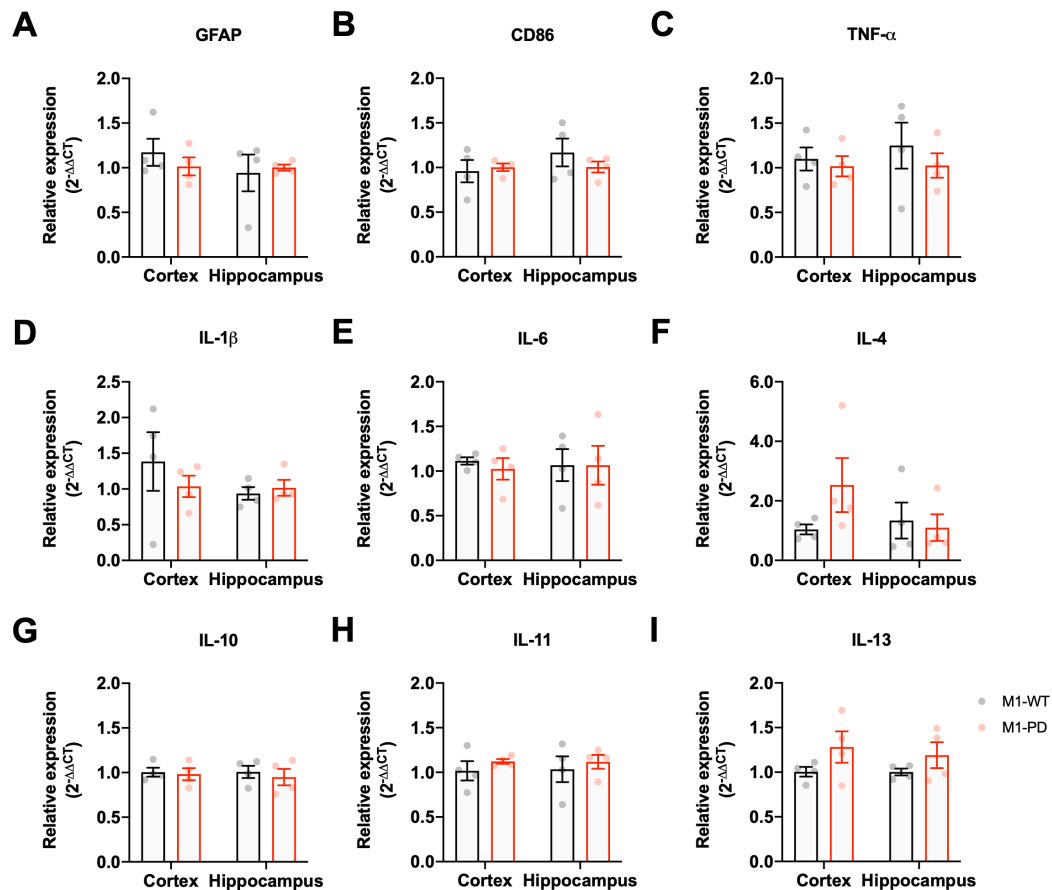 A
GFAP
Relative expression
(2-ΔΔCT)
2.0
1.5
1.0
0.5
0.0
Cortex Hippocampus
B
CD86
Relative expression
(2-ΔΔCT)
2.0
1.5
1.0
0.5
0.0
Cortex Hippocampus
C
TNF-α
Relative expression
(2-ΔΔCT)
2.0
1.5
1.0
0.5
0.0
Cortex Hippocampus
D
IL-1β
Relative expression
(2-ΔΔCT)
2.5
2.0
1.5
1.0
0.5
0.0
Cortex Hippocampus
E
IL-6
Relative expression
(2-ΔΔCT)
2.0
1.5
1.0
0.5
0.0
Cortex Hippocampus
F
IL-4
Relative expression
(2-ΔΔCT)
6.0
4.0
2.0
0.0
Cortex Hippocampus
G
IL-10
Relative expression
(2-ΔΔCT)
2.0
1.5
1.0
0.5
0.0
Cortex Hippocampus
H
IL-11
Relative expression
(2-ΔΔCT)
2.0
1.5
1.0
0.5
0.0
Cortex Hippocampus
I
IL-13
Relative expression
(2-ΔΔCT)
2.0
1.5
1.0
0.5
0.0
Cortex Hippocampus
M1-WT
M1-PD